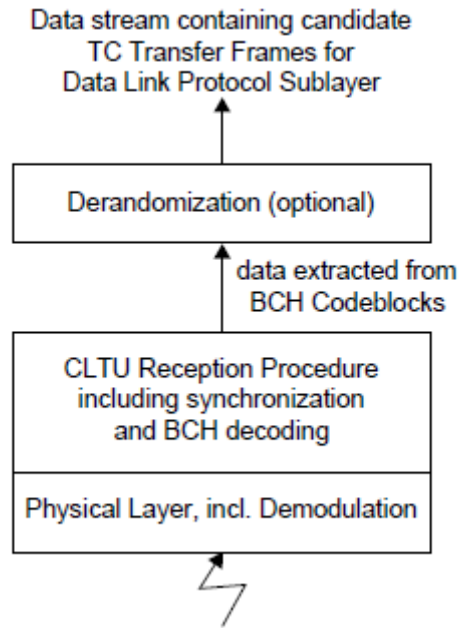 Data stream containing candidate
TC Transfer Frames for
Data Link Protocol Sublayer
Derandomization (optional)
data extracted from
BCH Codeblocks
CLTU Reception Procedure
including synchronization
and BCH decoding
Physical Layer, incl. Demodulation